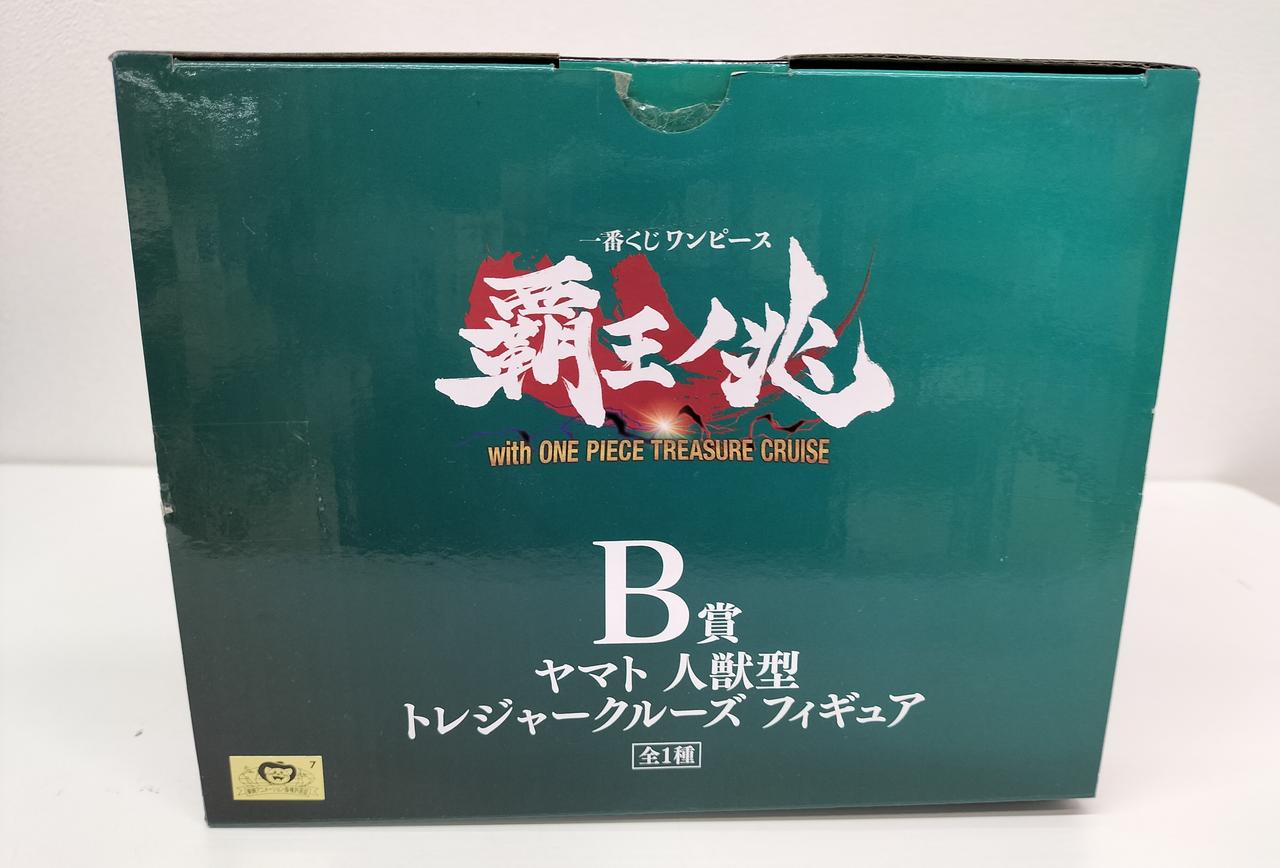 一番くじ ワンピース
覇王ノ兆
with ONE PIECE TREASURE CRUISE
B賞
ヤマト 人獣型
トレジャークルーズ フィギュア
全1種
7